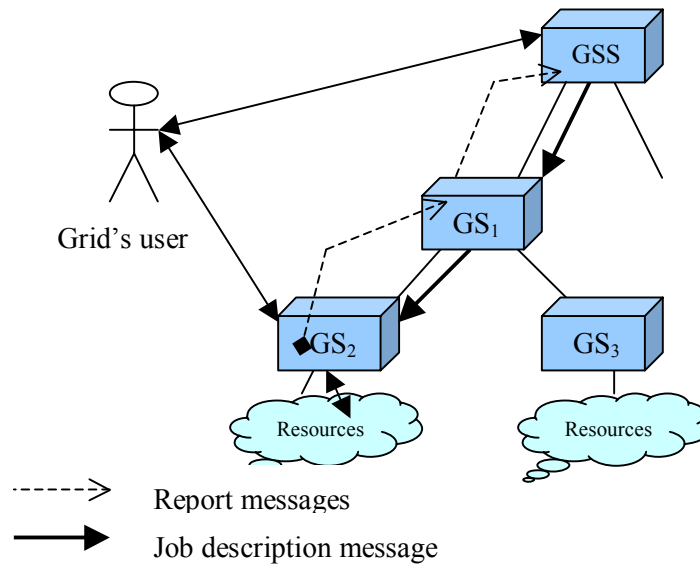 GSS
GS₁
Grid’s user
GS₂
GS₃
Resources
Resources
Report messages
Job description message